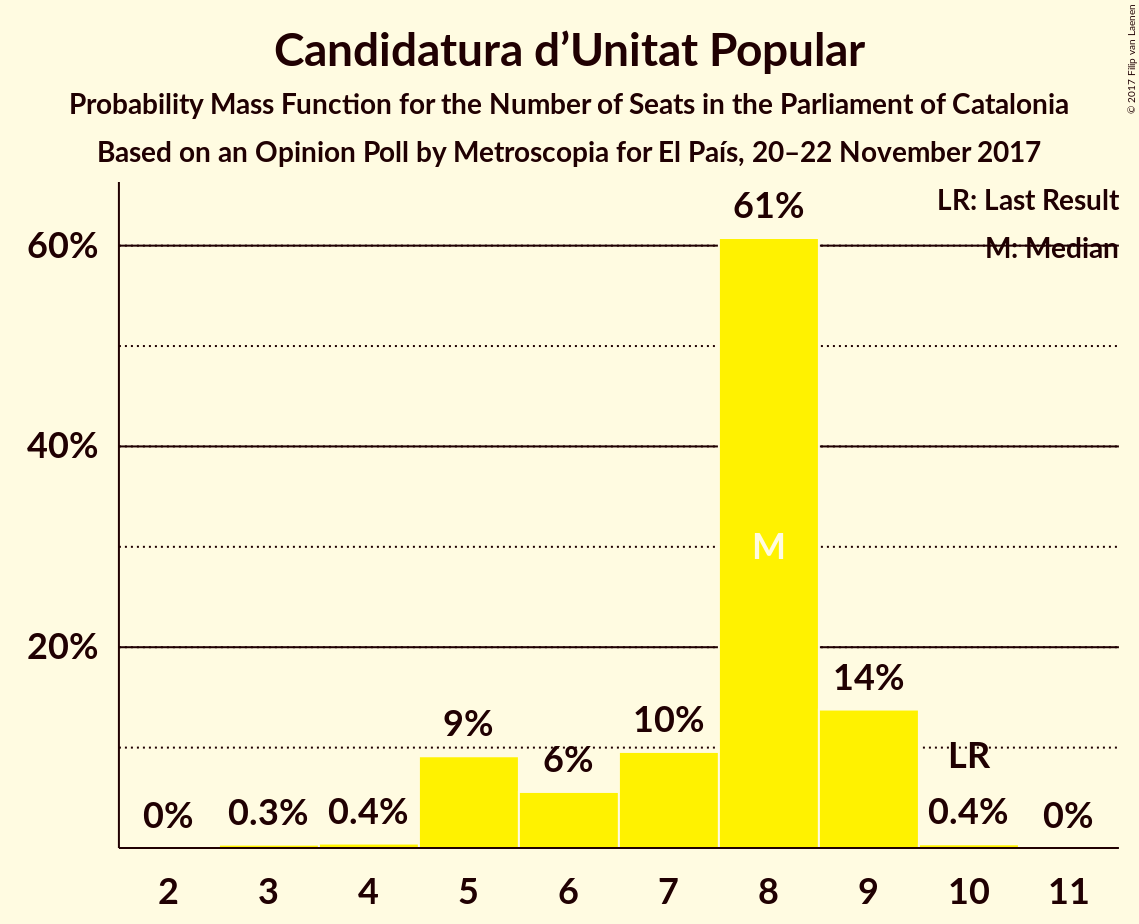 © 2017 Filip van Laenen
Candidatura d’Unitat Popular
Probability Mass Function for the Number of Seats in the Parliament of Catalonia
Based on an Opinion Poll by Metroscopia for El País, 20–22 November 2017
LR: Last Result
M: Median
60%
40%
20%
0%
0.3%
0.4%
9%
6%
10%
61%
M
14%
LR
0.4%
0%
2 3 4 5 6 7 8 9 10 11